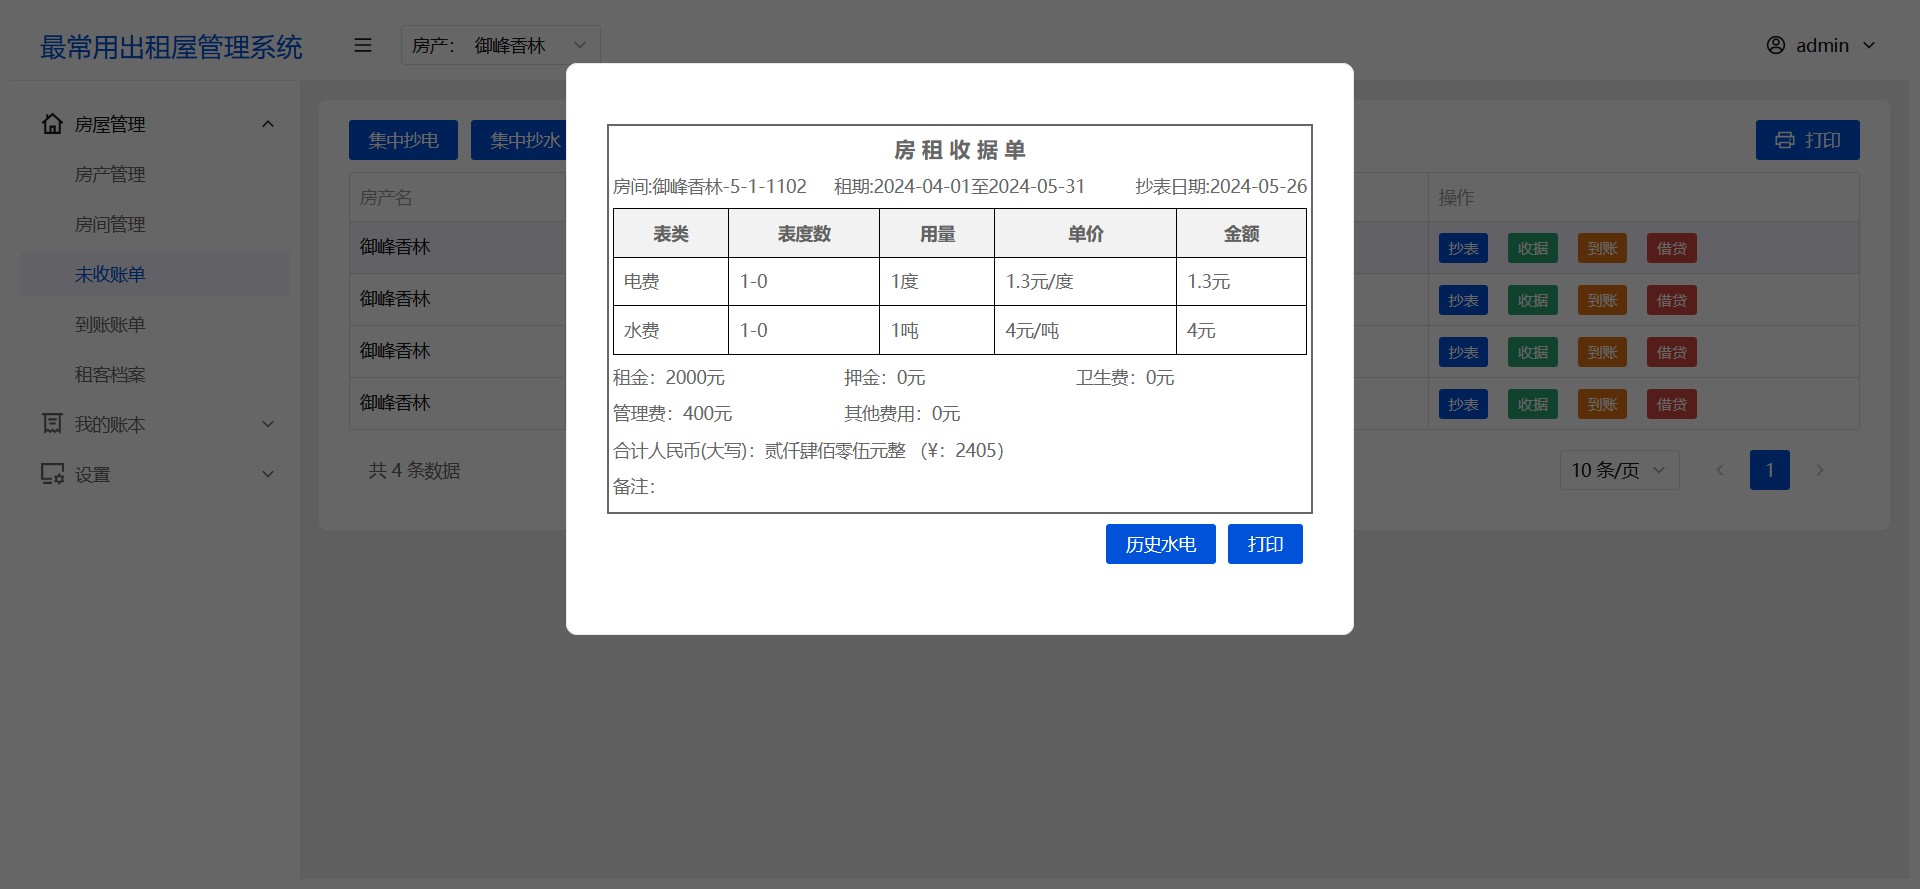 最常用出租屋管理系统
房产： 御峰香林
admin
房屋管理
房产管理
房间管理
未收账单
到账账单
租客档案
我的账本
设置
集中抄电 集中抄水
打印
房产名 操作
御峰香林 抄表 收据 到账 借贷
御峰香林 抄表 收据 到账 借贷
御峰香林 抄表 收据 到账 借贷
御峰香林 抄表 收据 到账 借贷
共 4 条数据
10 条/页 1
房租收据单
房间:御峰香林-5-1-1102 租期:2024-04-01至2024-05-31 抄表日期:2024-05-26
表类 表度数 用量 单价 金额
电费 1-0 1度 1.3元/度 1.3元
水费 1-0 1吨 4元/吨 4元
租金：2000元 押金：0元 卫生费：0元
管理费：400元 其他费用：0元
合计人民币(大写)：贰仟肆佰零伍元整 （¥：2405）
备注：
历史水电 打印